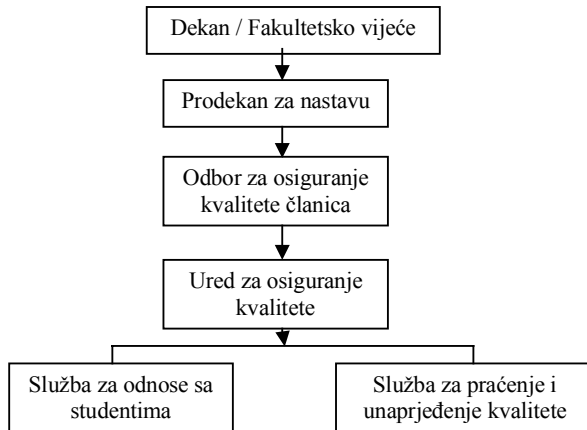 Dekan / Fakultetsko vijeće
Prodekan za nastavu
Odbor za osiguranje
kvalitete članica
Ured za osiguranje
kvalitete
Služba za odnose sa
studentima
Služba za praćenje i
unaprjeđenje kvalitete